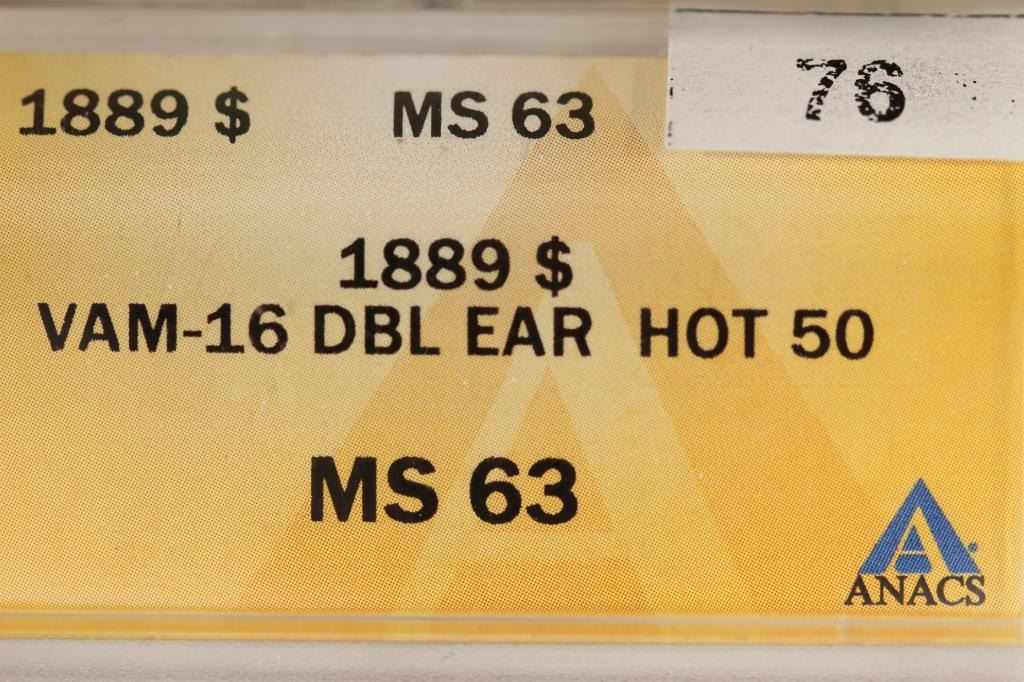 1889 $ MS 63 76
1889 $
VAM-16 DBL EAR HOT 50
MS 63
ANACS